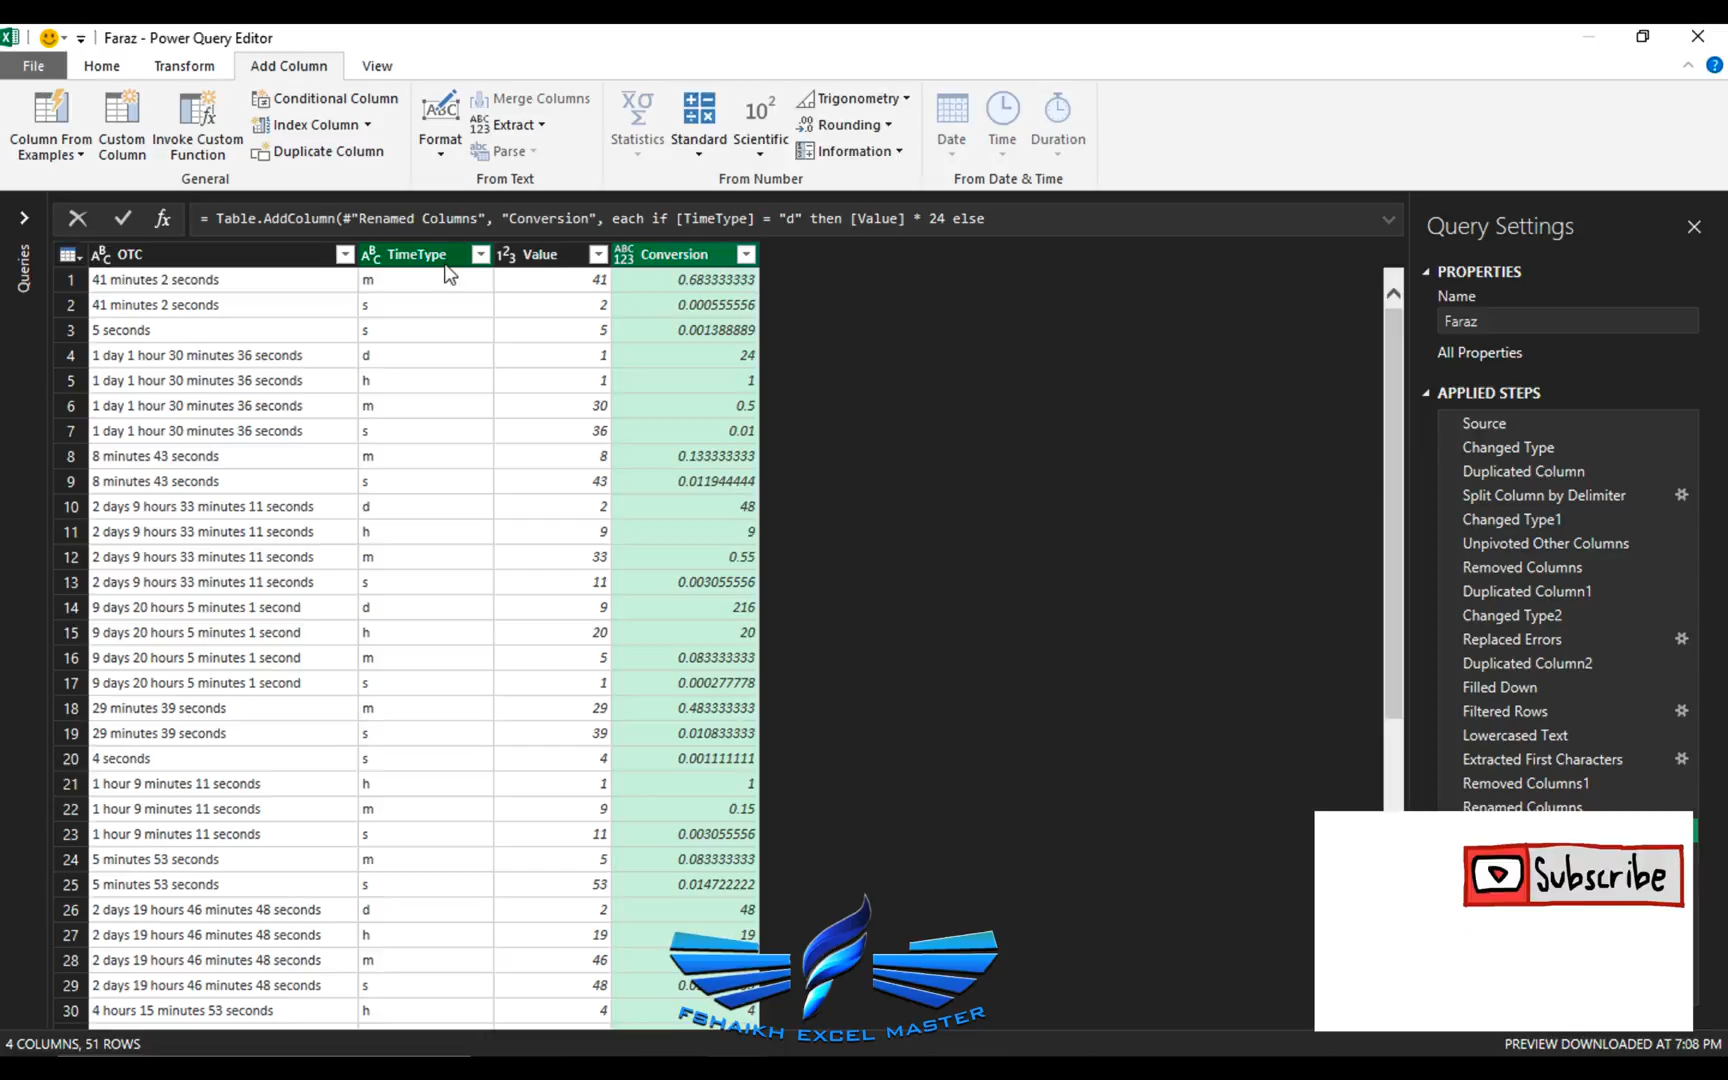 Faraz - Power Query Editor
File Home Transform Add Column View
Column From Examples
Custom Column
Invoke Custom Function
Conditional Column
Index Column
Duplicate Column
General
Format
Merge Columns
ABC 123 Extract
Parse
From Text
Statistics
Standard
10² Scientific
Trigonometry
Rounding
Information
From Number
Date
Time
Duration
From Date & Time
Queries
fx = Table.AddColumn(#"Renamed Columns", "Conversion", each if [TimeType] = "d" then [Value] * 24 else
OTC TimeType Value Conversion
1 41 minutes 2 seconds m 41 0.683333333
2 41 minutes 2 seconds s 2 0.000555556
3 5 seconds s 5 0.001388889
4 1 day 1 hour 30 minutes 36 seconds d 1 24
5 1 day 1 hour 30 minutes 36 seconds h 1 1
6 1 day 1 hour 30 minutes 36 seconds m 30 0.5
7 1 day 1 hour 30 minutes 36 seconds s 36 0.01
8 8 minutes 43 seconds m 8 0.133333333
9 8 minutes 43 seconds s 43 0.011944444
10 2 days 9 hours 33 minutes 11 seconds d 2 48
11 2 days 9 hours 33 minutes 11 seconds h 9 9
12 2 days 9 hours 33 minutes 11 seconds m 33 0.55
13 2 days 9 hours 33 minutes 11 seconds s 11 0.003055556
14 9 days 20 hours 5 minutes 1 second d 9 216
15 9 days 20 hours 5 minutes 1 second h 20 20
16 9 days 20 hours 5 minutes 1 second m 5 0.083333333
17 9 days 20 hours 5 minutes 1 second s 1 0.000277778
18 29 minutes 39 seconds m 29 0.483333333
19 29 minutes 39 seconds s 39 0.010833333
20 4 seconds s 4 0.001111111
21 1 hour 9 minutes 11 seconds h 1 1
22 1 hour 9 minutes 11 seconds m 9 0.15
23 1 hour 9 minutes 11 seconds s 11 0.003055556
24 5 minutes 53 seconds m 5 0.083333333
25 5 minutes 53 seconds s 53 0.014722222
26 2 days 19 hours 46 minutes 48 seconds d 2 48
27 2 days 19 hours 46 minutes 48 seconds h 19 19
28 2 days 19 hours 46 minutes 48 seconds m 46
29 2 days 19 hours 46 minutes 48 seconds s 48
30 4 hours 15 minutes 53 seconds h 4 4
FSHAIKH EXCEL MASTER
Query Settings
PROPERTIES
Name
Faraz
All Properties
APPLIED STEPS
Source
Changed Type
Duplicated Column
Split Column by Delimiter
Changed Type1
Unpivoted Other Columns
Removed Columns
Duplicated Column1
Changed Type2
Replaced Errors
Duplicated Column2
Filled Down
Filtered Rows
Lowercased Text
Extracted First Characters
Removed Columns1
Renamed Columns
Subscribe
4 COLUMNS, 51 ROWS
PREVIEW DOWNLOADED AT 7:08 PM